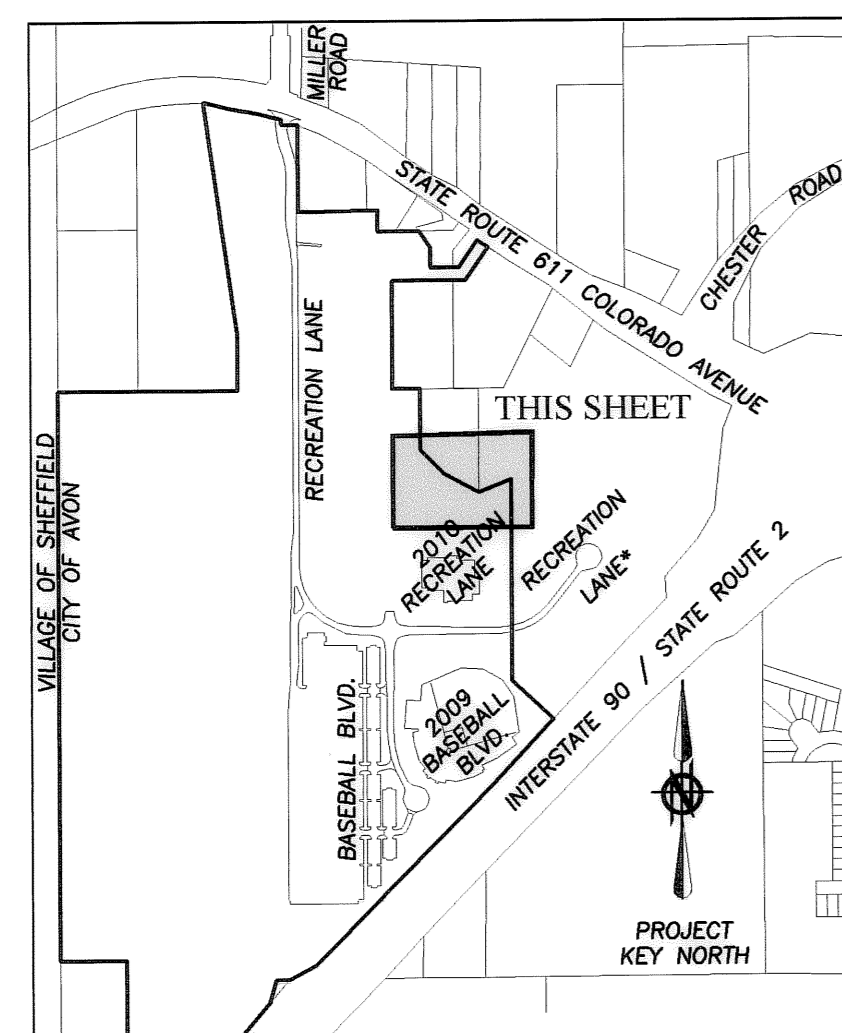 MILLER
ROAD
STATE ROUTE 611 COLORADO AVENUE
CHESTER ROAD
RECREATION LANE
THIS SHEET
VILLAGE OF SHEFFIELD
CITY OF AVON
2010
RECREATION
LANE
RECREATION
LANE*
INTERSTATE 90 / STATE ROUTE 2
BASEBALL BLVD.
2009
BASEBALL
BLVD.
N
PROJECT
KEY NORTH